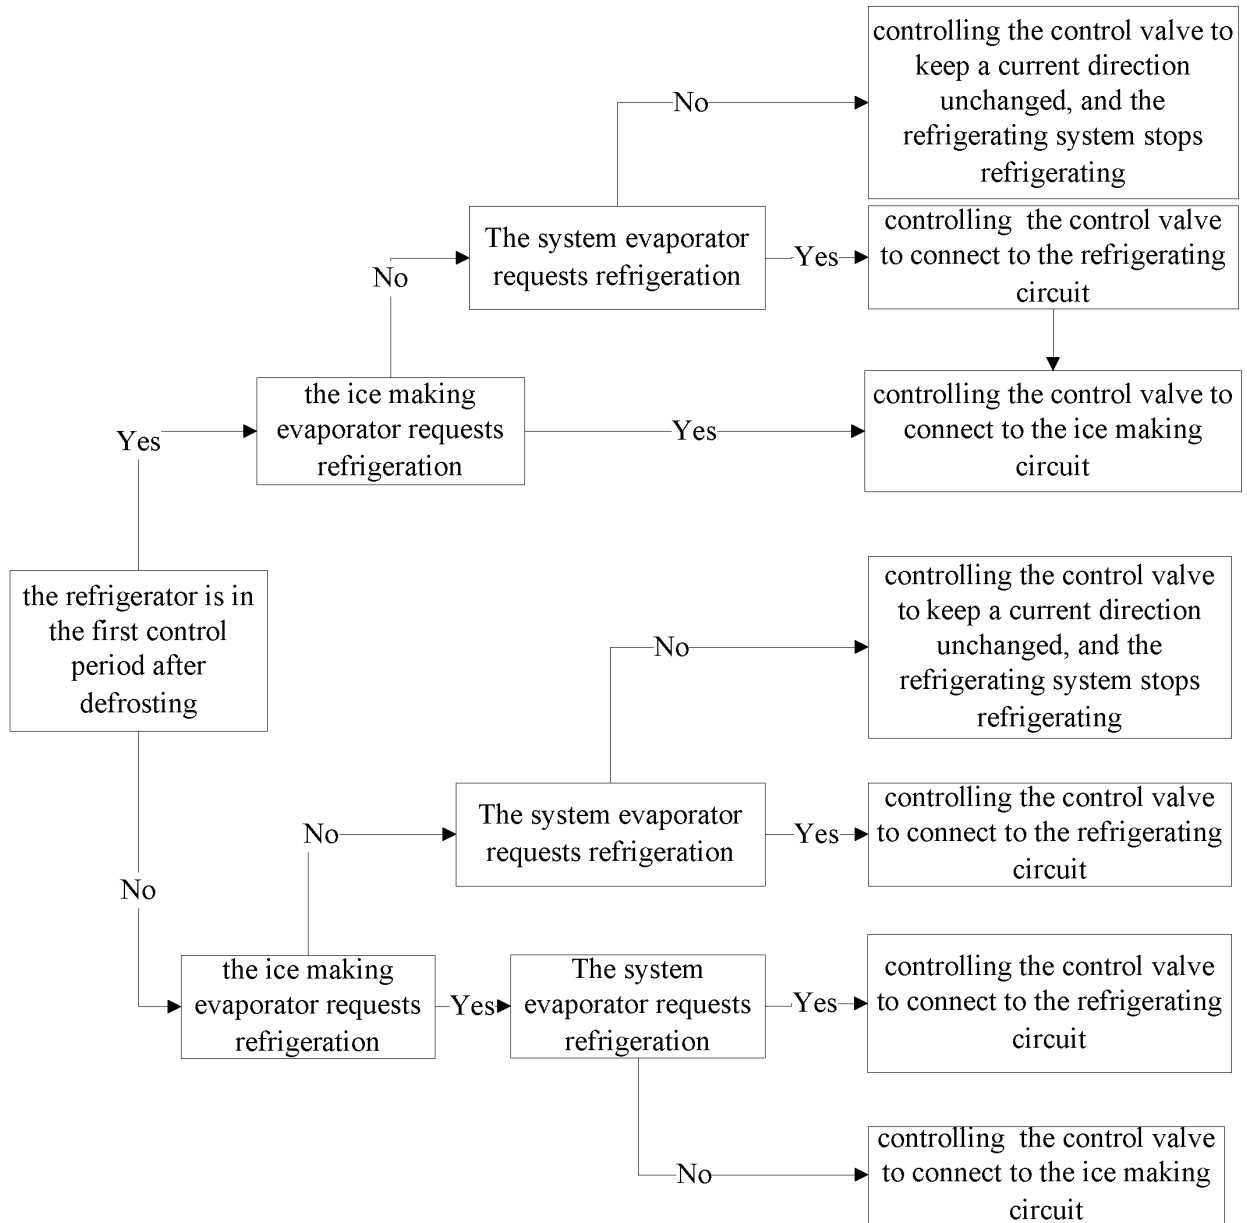 controlling the control valve to
keep a current direction
unchanged, and the
refrigerating system stops
refrigerating
No
The system evaporator
requests refrigeration
Yes
controlling the control valve
to connect to the refrigerating
circuit
No
the ice making
evaporator requests
refrigeration
Yes
controlling the control valve to
connect to the ice making
circuit
Yes
the refrigerator is in
the first control
period after
defrosting
controlling the control valve
to keep a current direction
unchanged, and the
refrigerating system stops
refrigerating
No
The system evaporator
requests refrigeration
Yes
controlling the control valve
to connect to the refrigerating
circuit
No
No
the ice making
evaporator requests
refrigeration
Yes
The system
evaporator requests
refrigeration
Yes
controlling the control valve
to connect to the refrigerating
circuit
No
controlling the control valve
to connect to the ice making
circuit